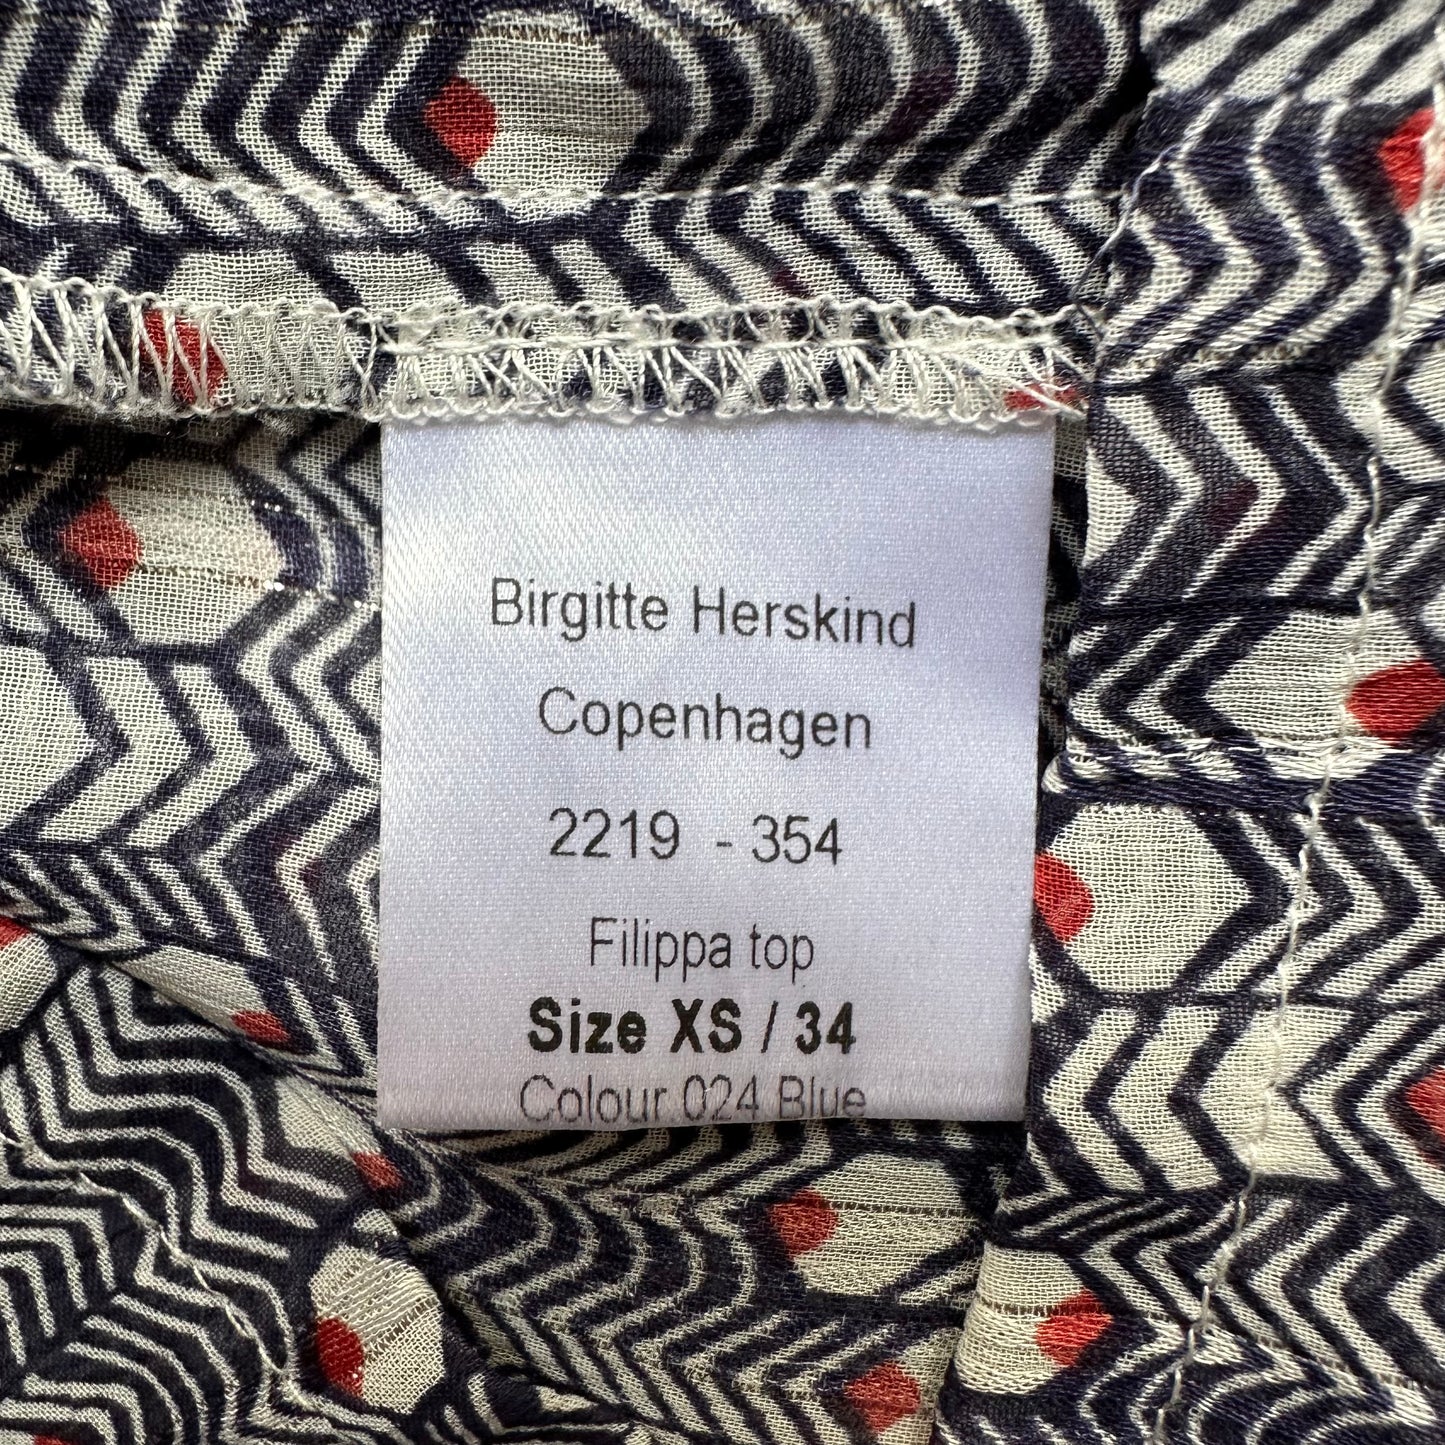 Birgitte Herskind
Copenhagen
2219 - 354
Filippa top
Size XS / 34
Colour 024 Blue